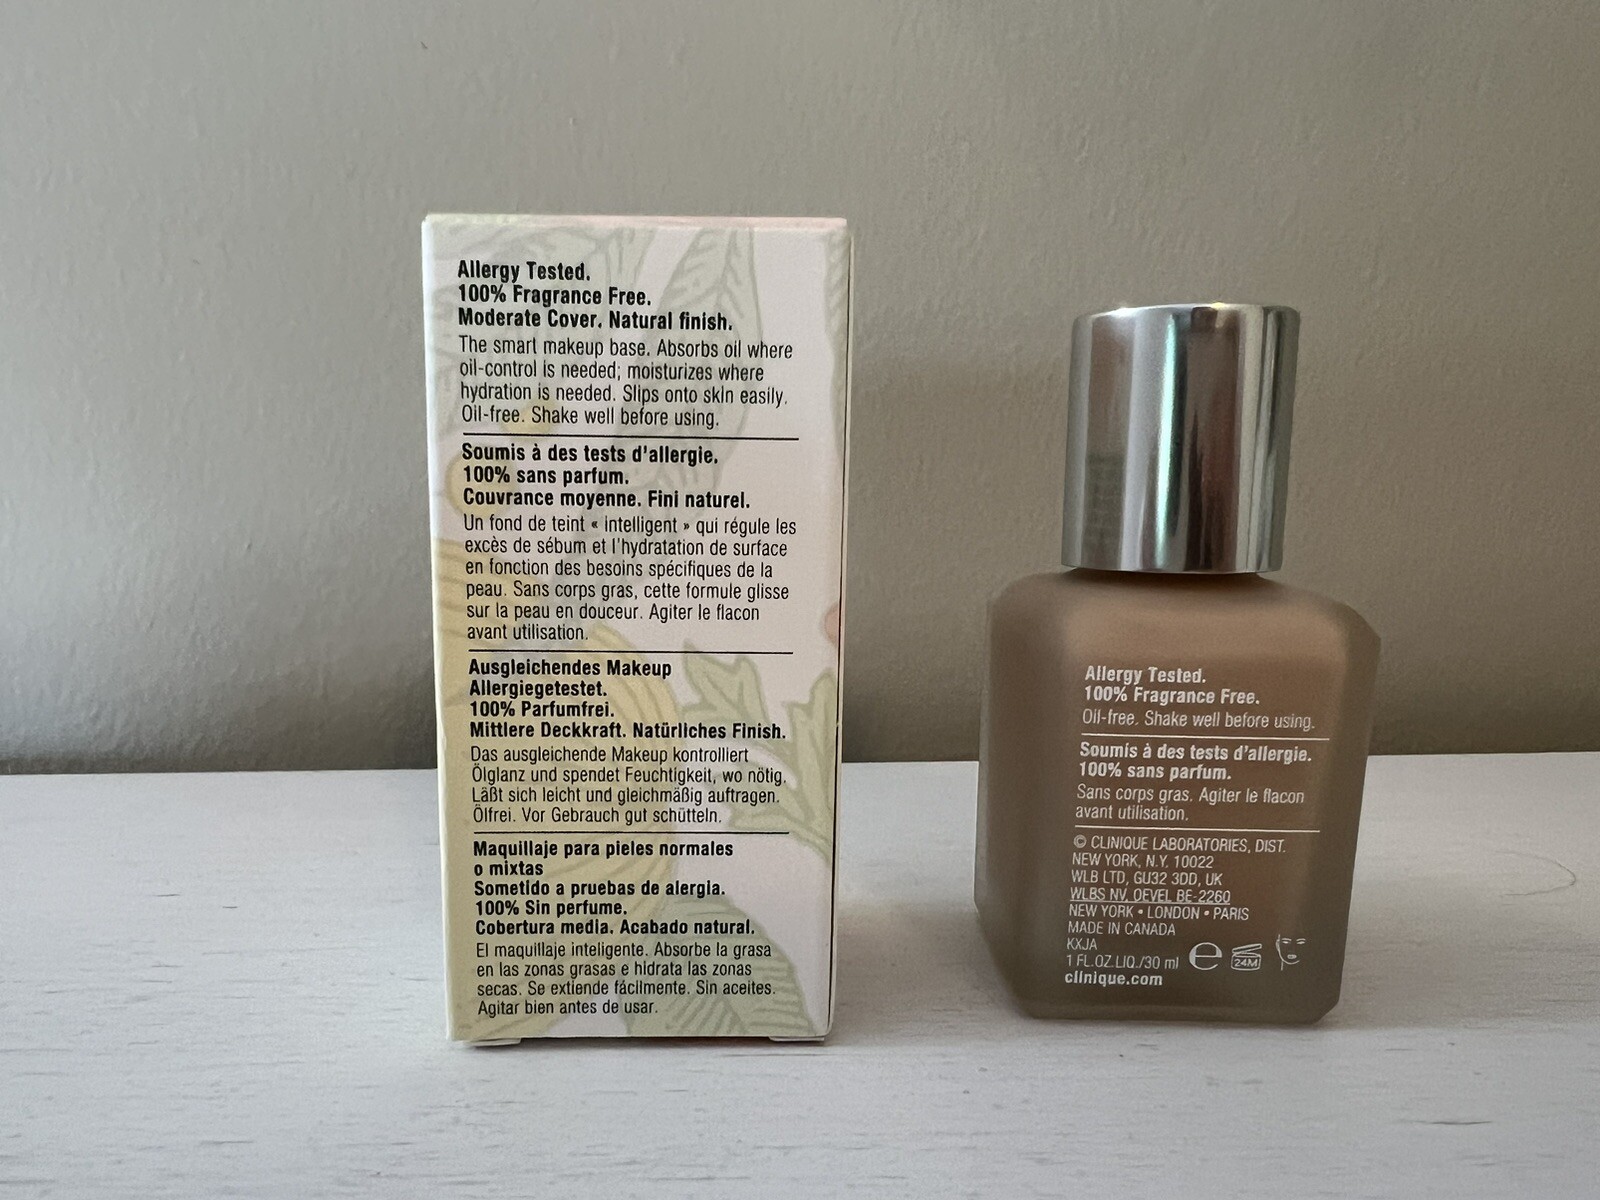 Allergy Tested.
100% Fragrance Free.
Moderate Cover. Natural finish.
The smart makeup base. Absorbs oil where
oil-control is needed; moisturizes where
hydration is needed. Slips onto skin easily.
Oil-free. Shake well before using.
Soumis à des tests d'allergie.
100% sans parfum.
Couvrance moyenne. Fini naturel.
Un fond de teint « intelligent » qui régule les
excès de sébum et l'hydratation de surface
en fonction des besoins spécifiques de la
peau. Sans corps gras, cette formule glisse
sur la peau en douceur. Agiter le flacon
avant utilisation.
Ausgleichendes Makeup
Allergiegetestet.
100% Parfumfrei.
Mittlere Deckkraft. Natürliches Finish.
Das ausgleichende Makeup kontrolliert
Ölglanz und spendet Feuchtigkeit, wo nötig.
Läßt sich leicht und gleichmäßig auftragen.
Ölfrei. Vor Gebrauch gut schütteln.
Maquillaje para pieles normales
o mixtas
Sometido a pruebas de alergia.
100% Sin perfume.
Cobertura media. Acabado natural.
El maquillaje inteligente. Absorbe la grasa
en las zonas grasas e hidrata las zonas
secas. Se extiende fácilmente. Sin aceites.
Agitar bien antes de usar.
Allergy Tested.
100% Fragrance Free.
Oil-free. Shake well before using.
Soumis à des tests d'allergie.
100% sans parfum.
Sans corps gras. Agiter le flacon
avant utilisation.
© CLINIQUE LABORATORIES, DIST.
NEW YORK, N.Y. 10022
WLB LTD, GU32 3DD, UK
WLBS NV, OEVEL BE-2260
NEW YORK • LONDON • PARIS
MADE IN CANADA
KXJA
1 FL.OZ.LIQ./30 ml e 24M
clinique.com